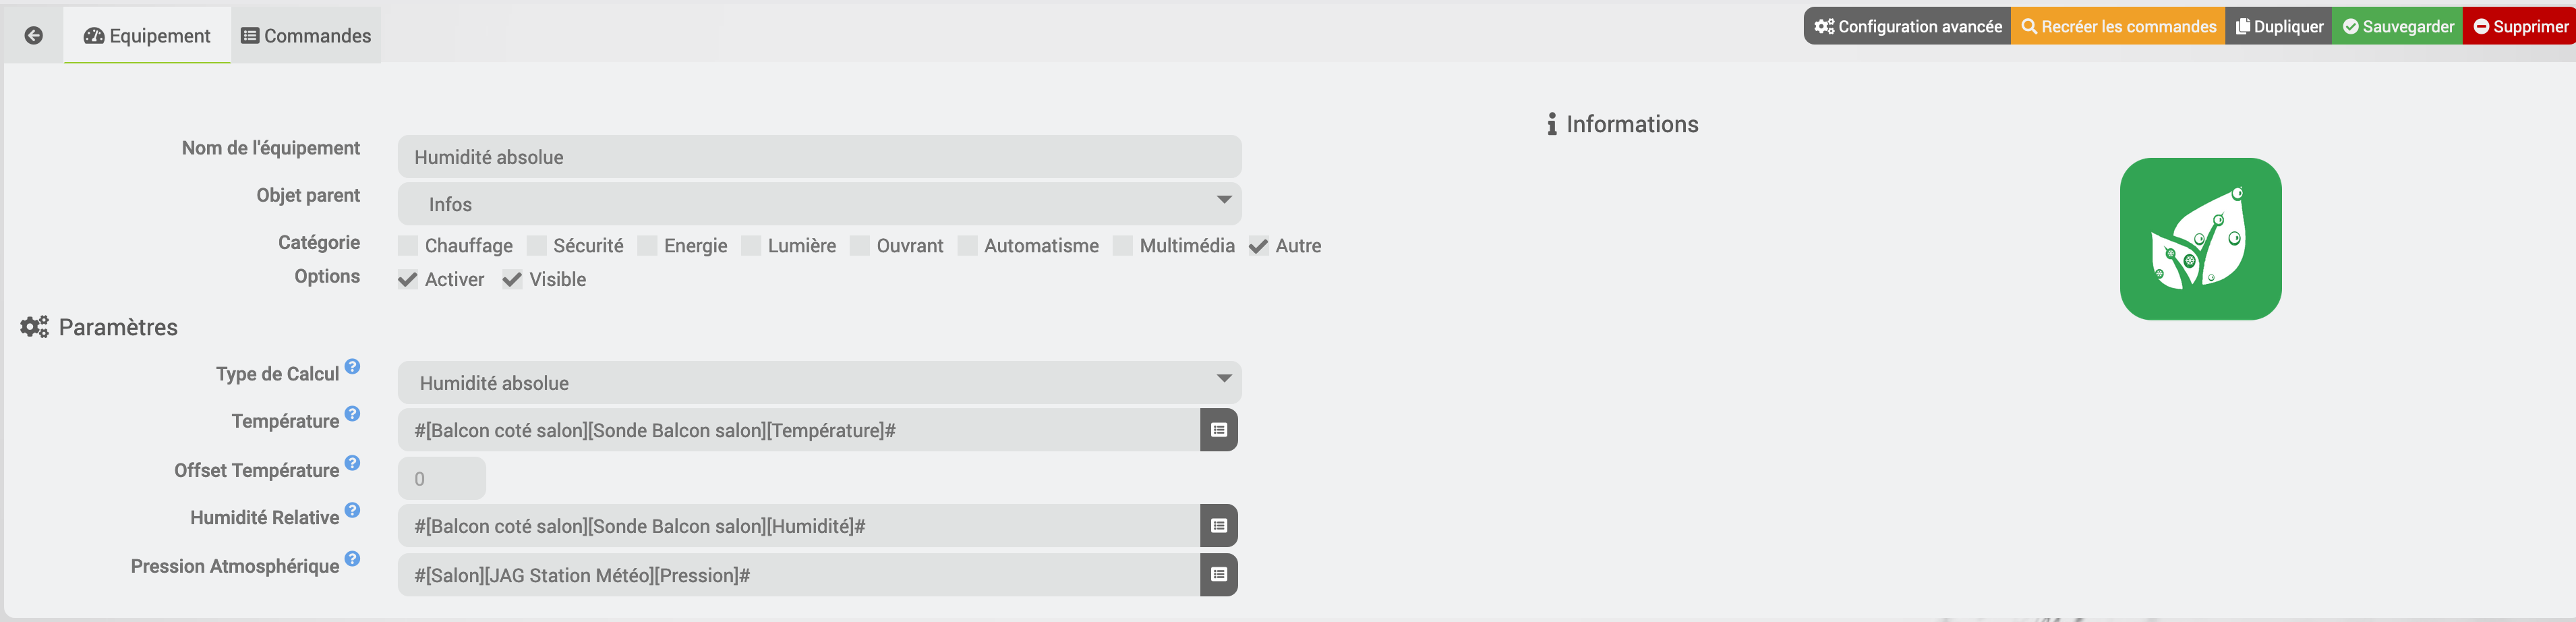 Equipement Commandes Configuration avancée Recréer les commandes Dupliquer Sauvegarder Supprimer
Informations
Nom de l'équipement Humidité absolue
Objet parent Infos
Catégorie Chauffage Sécurité Energie Lumière Ouvrant Automatisme Multimédia Autre
Options Activer Visible
Paramètres
Type de Calcul ? Humidité absolue
Température ? #[Balcon coté salon][Sonde Balcon salon][Température]#
Offset Température ? 0
Humidité Relative ? #[Balcon coté salon][Sonde Balcon salon][Humidité]#
Pression Atmosphérique ? #[Salon][JAG Station Météo][Pression]#